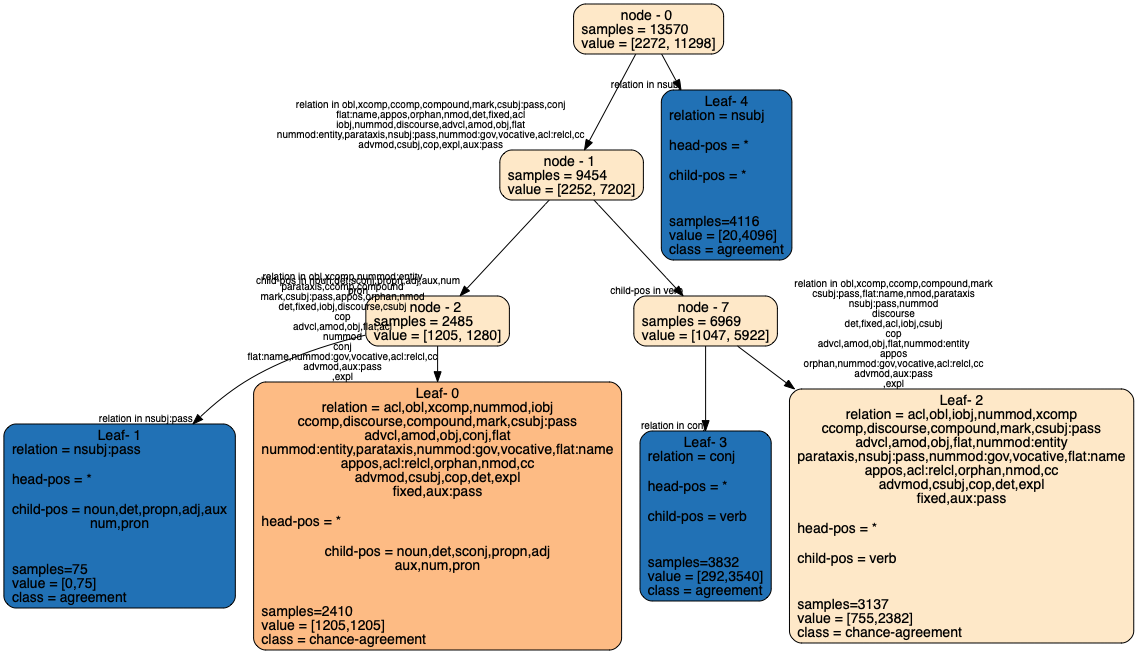 node - 0
samples = 13570
value = [2272, 11298]
relation in nsubj
relation in obl,xcomp,ccomp,compound,mark,csubj:pass,conj
flat:name,appos,orphan,nmod,det,fixed,acl
iobj,nummod,discourse,advcl,amod,obj,flat
nummod:entity,parataxis,nsubj:pass,nummod:gov,vocative,acl:relcl,cc
advmod,csubj,cop,expl,aux:pass
Leaf- 4
relation = nsubj
head-pos = *
child-pos = *
samples=4116
value = [20,4096]
class = agreement
node - 1
samples = 9454
value = [2252, 7202]
child-pos in noun,det,sconj,propn,adj,aux,num
pron
child-pos in verb
node - 2
samples = 2485
value = [1205, 1280]
node - 7
samples = 6969
value = [1047, 5922]
relation in obl,xcomp,nummod:entity
parataxis,ccomp,compound
mark,csubj:pass,appos,orphan,nmod
det,fixed,iobj,discourse,csubj
cop
advcl,amod,obj,flat,acl
nummod
conj
flat:name,nummod:gov,vocative,acl:relcl,cc
advmod,aux:pass
,expl
relation in obl,xcomp,ccomp,compound,mark
csubj:pass,flat:name,nmod,parataxis
nsubj:pass,nummod
discourse
det,fixed,acl,iobj,csubj
cop
advcl,amod,obj,flat,nummod:entity
appos
orphan,nummod:gov,vocative,acl:relcl,cc
advmod,aux:pass
,expl
relation in nsubj:pass
Leaf- 1
relation = nsubj:pass
head-pos = *
child-pos = noun,det,propn,adj,aux
num,pron
samples=75
value = [0,75]
class = agreement
Leaf- 0
relation = acl,obl,xcomp,nummod,iobj
ccomp,discourse,compound,mark,csubj:pass
advcl,amod,obj,conj,flat
nummod:entity,parataxis,nummod:gov,vocative,flat:name
appos,acl:relcl,orphan,nmod,cc
advmod,csubj,cop,det,expl
fixed,aux:pass
head-pos = *
child-pos = noun,det,sconj,propn,adj
aux,num,pron
samples=2410
value = [1205,1205]
class = chance-agreement
relation in conj
Leaf- 3
relation = conj
head-pos = *
child-pos = verb
samples=3832
value = [292,3540]
class = agreement
Leaf- 2
relation = acl,obl,iobj,nummod,xcomp
ccomp,discourse,compound,mark,csubj:pass
advcl,amod,obj,flat,nummod:entity
parataxis,nsubj:pass,nummod:gov,vocative,flat:name
appos,acl:relcl,orphan,nmod,cc
advmod,csubj,cop,det,expl
fixed,aux:pass
head-pos = *
child-pos = verb
samples=3137
value = [755,2382]
class = chance-agreement